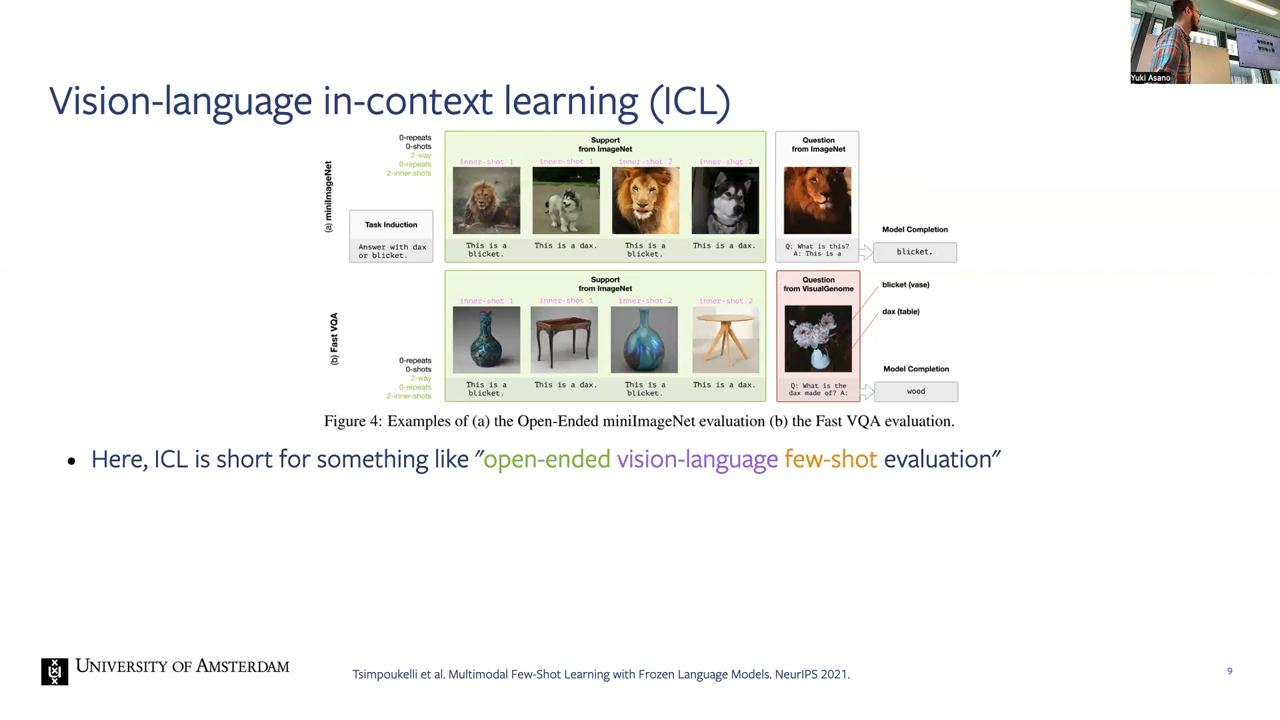 Yuki Asano
Vision-language in-context learning (ICL)
(a) miniImageNet
0-repeats
0-shots
2-way
0-repeats
2-inner-shots
Task Induction
Answer with dax
or blicket.
Support
from ImageNet
inner-shot 1
inner-shot 1
inner-shot 2
inner-shot 2
This is a
blicket.
This is a dax.
This is a
blicket.
This is a dax.
Question
from ImageNet
Q: What is this?
A: This is a
Model Completion
blicket.
(b) Fast VQA
0-repeats
0-shots
2-way
0-repeats
2-inner-shots
Support
from ImageNet
inner-shot 1
inner-shot 1
inner-shot 2
inner-shot 2
This is a
blicket.
This is a dax.
This is a
blicket.
This is a dax.
Question
from VisualGenome
Q: What is the
dax made of? A:
blicket (vase)
dax (table)
Model Completion
wood
Figure 4: Examples of (a) the Open-Ended miniImageNet evaluation (b) the Fast VQA evaluation.
• Here, ICL is short for something like "open-ended vision-language few-shot evaluation"
UNIVERSITY OF AMSTERDAM
Tsimpoukelli et al. Multimodal Few-Shot Learning with Frozen Language Models. NeurIPS 2021.
9